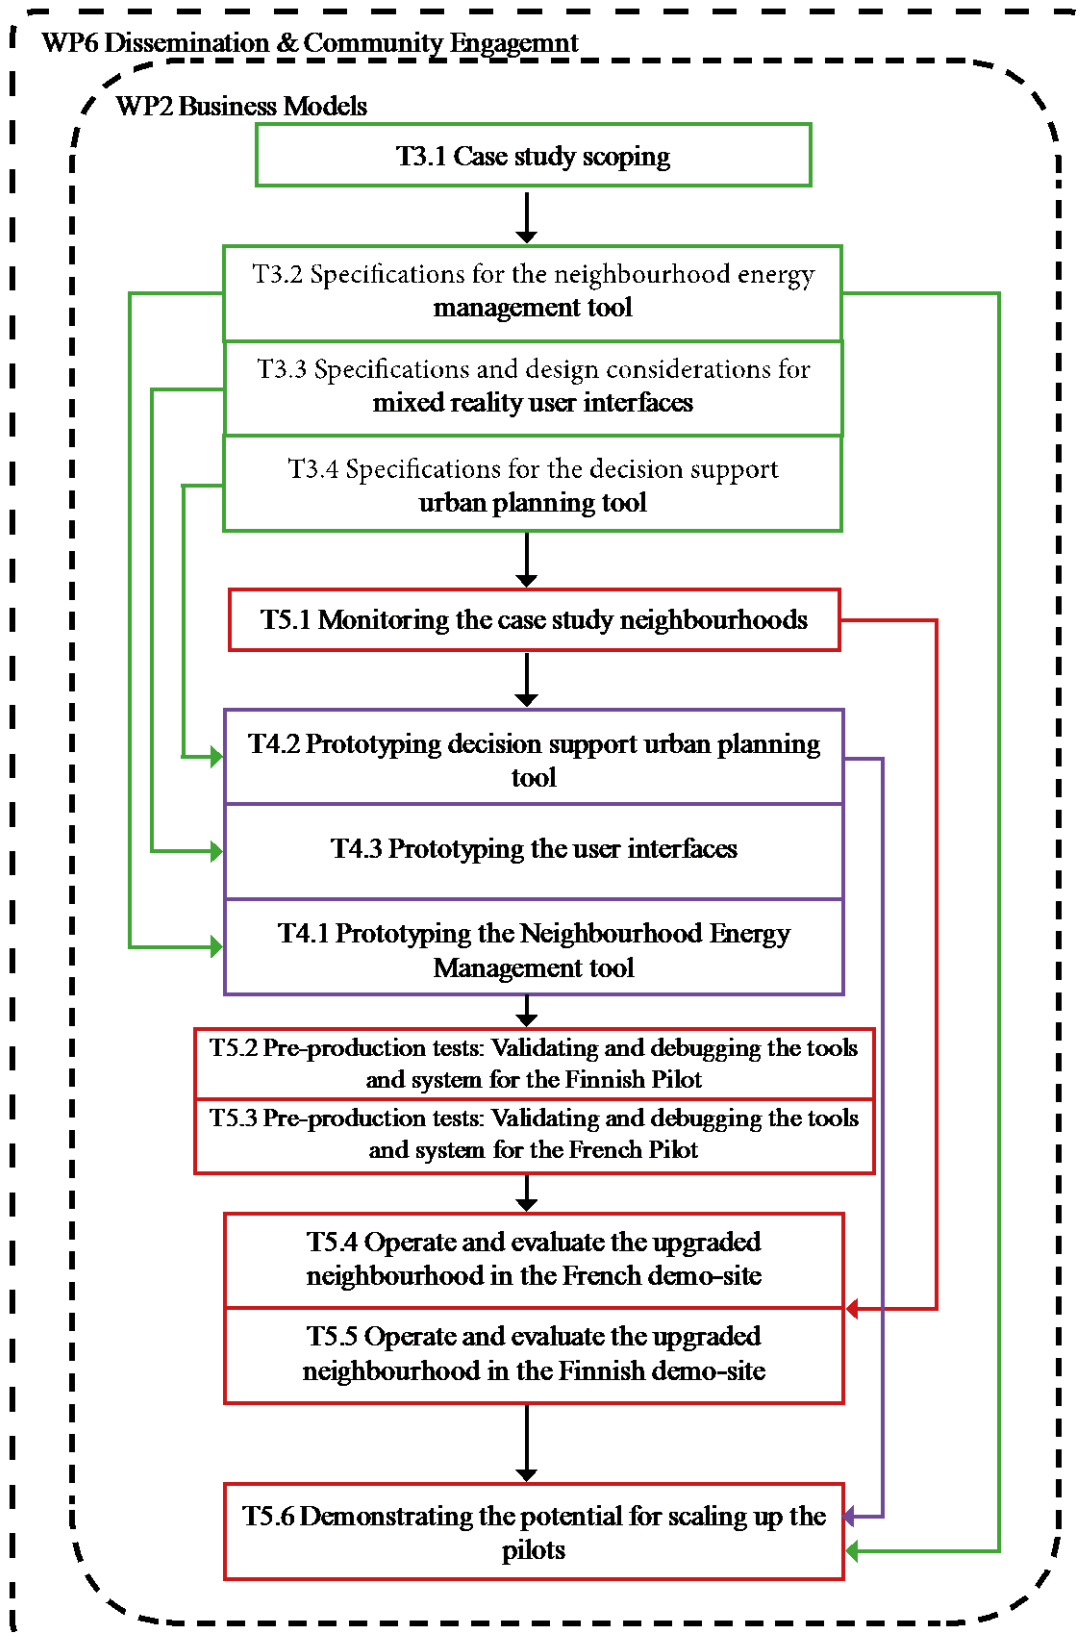 WP6 Dissemination & Community Engagemnt
WP2 Business Models
T3.1 Case study scoping
T3.2 Specifications for the neighbourhood energy
management tool
T3.3 Specifications and design considerations for
mixed reality user interfaces
T3.4 Specifications for the decision support
urban planning tool
T5.1 Monitoring the case study neighbourhoods
T4.2 Prototyping decision support urban planning
tool
T4.3 Prototyping the user interfaces
T4.1 Prototyping the Neighbourhood Energy
Management tool
T5.2 Pre-production tests: Validating and debugging the tools
and system for the Finnish Pilot
T5.3 Pre-production tests: Validating and debugging the tools
and system for the French Pilot
T5.4 Operate and evaluate the upgraded
neighbourhood in the French demo-site
T5.5 Operate and evaluate the upgraded
neighbourhood in the Finnish demo-site
T5.6 Demonstrating the potential for scaling up the
pilots